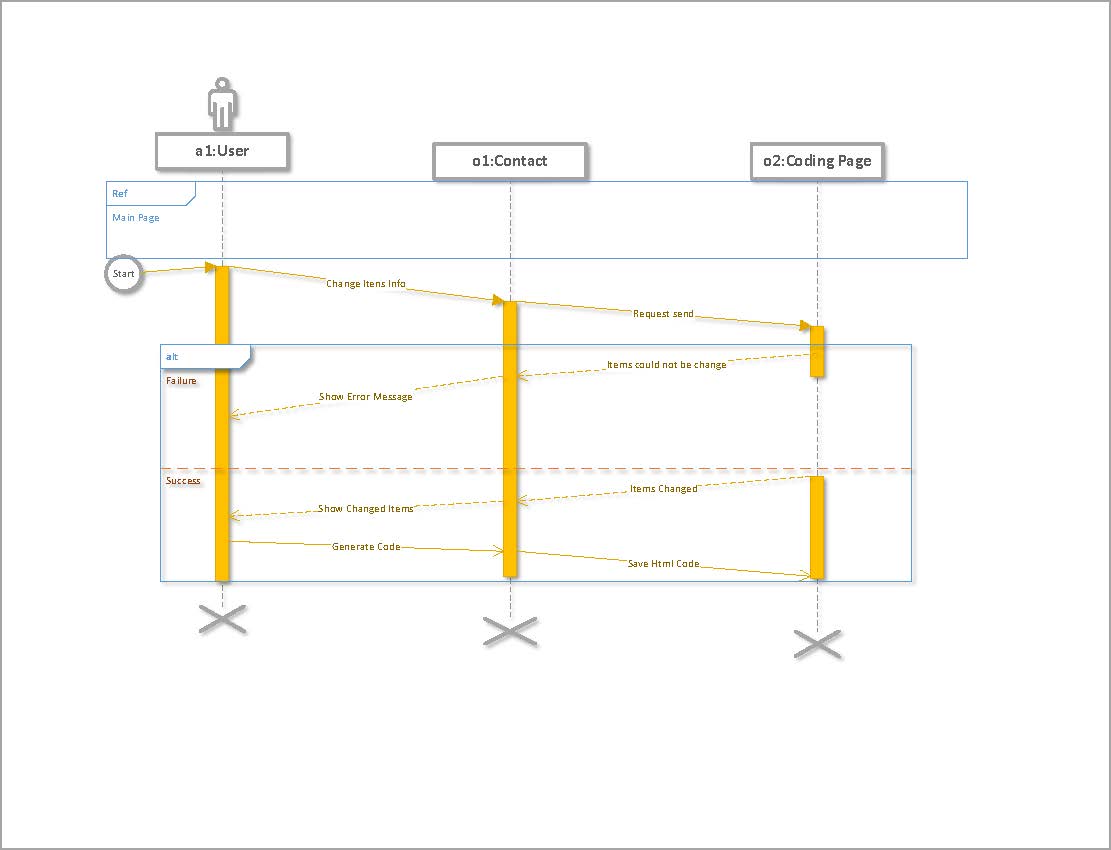 a1:User
o1:Contact
o2:Coding Page
Ref
Main Page
Start
Change Itens Info
Request send
alt
Items could not be change
Failure
Show Error Message
Success
Items Changed
Show Changed Items
Generate Code
Save Html Code